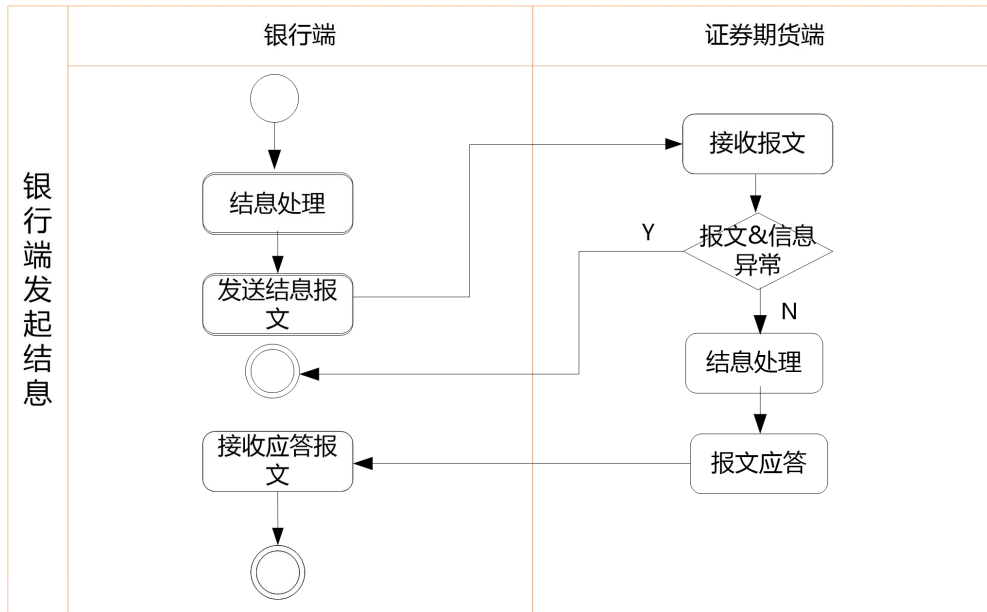 银行端
证券期货端
银行端发起结息
结息处理
发送结息报
文
接收报文
报文&信息
异常
Y
N
结息处理
报文应答
接收应答报
文